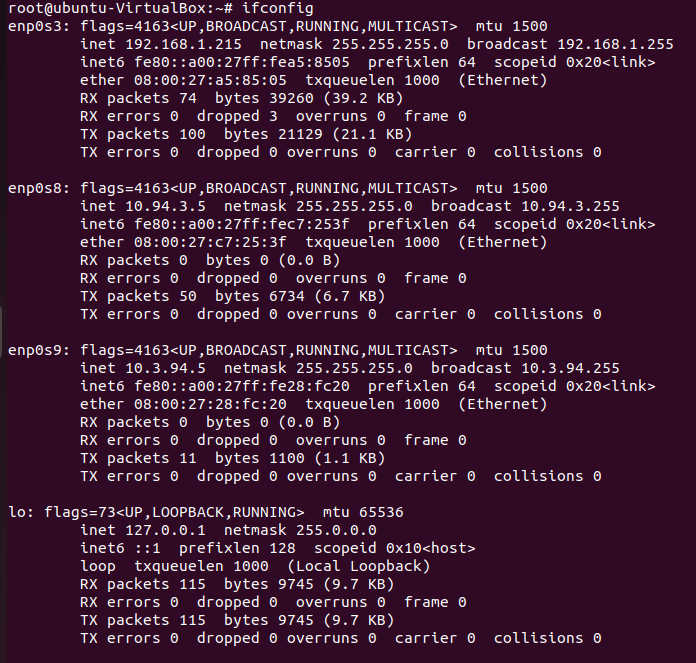 root@ubuntu-VirtualBox:~# ifconfig
enp0s3: flags=4163<UP,BROADCAST,RUNNING,MULTICAST>  mtu 1500
        inet 192.168.1.215  netmask 255.255.255.0  broadcast 192.168.1.255
        inet6 fe80::a00:27ff:fea5:8505  prefixlen 64  scopeid 0x20<link>
        ether 08:00:27:a5:85:05  txqueuelen 1000  (Ethernet)
        RX packets 74  bytes 39260 (39.2 KB)
        RX errors 0  dropped 3  overruns 0  frame 0
        TX packets 100  bytes 21129 (21.1 KB)
        TX errors 0  dropped 0 overruns 0  carrier 0  collisions 0

enp0s8: flags=4163<UP,BROADCAST,RUNNING,MULTICAST>  mtu 1500
        inet 10.94.3.5  netmask 255.255.255.0  broadcast 10.94.3.255
        inet6 fe80::a00:27ff:fec7:253f  prefixlen 64  scopeid 0x20<link>
        ether 08:00:27:c7:25:3f  txqueuelen 1000  (Ethernet)
        RX packets 0  bytes 0 (0.0 B)
        RX errors 0  dropped 0  overruns 0  frame 0
        TX packets 50  bytes 6734 (6.7 KB)
        TX errors 0  dropped 0 overruns 0  carrier 0  collisions 0

enp0s9: flags=4163<UP,BROADCAST,RUNNING,MULTICAST>  mtu 1500
        inet 10.3.94.5  netmask 255.255.255.0  broadcast 10.3.94.255
        inet6 fe80::a00:27ff:fe28:fc20  prefixlen 64  scopeid 0x20<link>
        ether 08:00:27:28:fc:20  txqueuelen 1000  (Ethernet)
        RX packets 0  bytes 0 (0.0 B)
        RX errors 0  dropped 0  overruns 0  frame 0
        TX packets 11  bytes 1100 (1.1 KB)
        TX errors 0  dropped 0 overruns 0  carrier 0  collisions 0

lo: flags=73<UP,LOOPBACK,RUNNING>  mtu 65536
        inet 127.0.0.1  netmask 255.0.0.0
        inet6 ::1  prefixlen 128  scopeid 0x10<host>
        loop  txqueuelen 1000  (Local Loopback)
        RX packets 115  bytes 9745 (9.7 KB)
        RX errors 0  dropped 0  overruns 0  frame 0
        TX packets 115  bytes 9745 (9.7 KB)
        TX errors 0  dropped 0 overruns 0  carrier 0  collisions 0